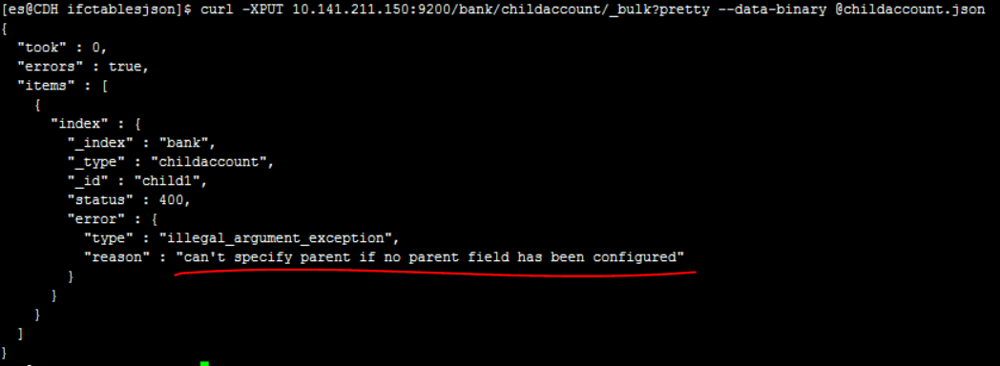 [es@CDH ifctablesjson]$ curl -XPUT 10.141.211.150:9200/bank/childaccount/_bulk?pretty --data-binary @childaccount.json
{
  "took" : 0,
  "errors" : true,
  "items" : [
    {
      "index" : {
        "_index" : "bank",
        "_type" : "childaccount",
        "_id" : "child1",
        "status" : 400,
        "error" : {
          "type" : "illegal_argument_exception",
          "reason" : "can't specify parent if no parent field has been configured"
        }
      }
    }
  ]
}